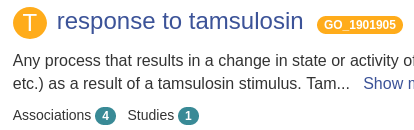 T response to tamsulosin GO_1901905
Any process that results in a change in state or activity of
etc.) as a result of a tamsulosin stimulus. Tam... Show m
Associations 4 Studies 1